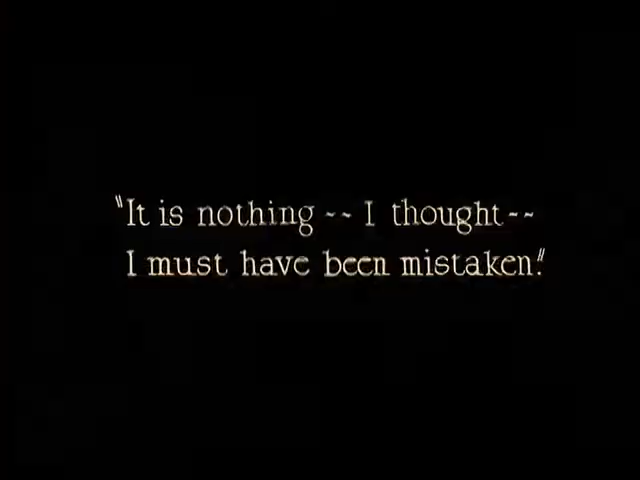 "It is nothing -- I thought --
I must have been mistaken."